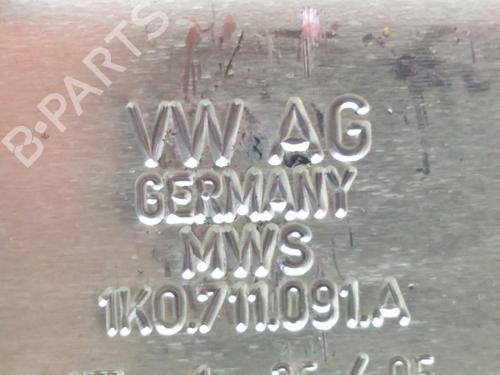 B-PARTS
VW AG
GERMANY
MWS
1K0.711.091.A